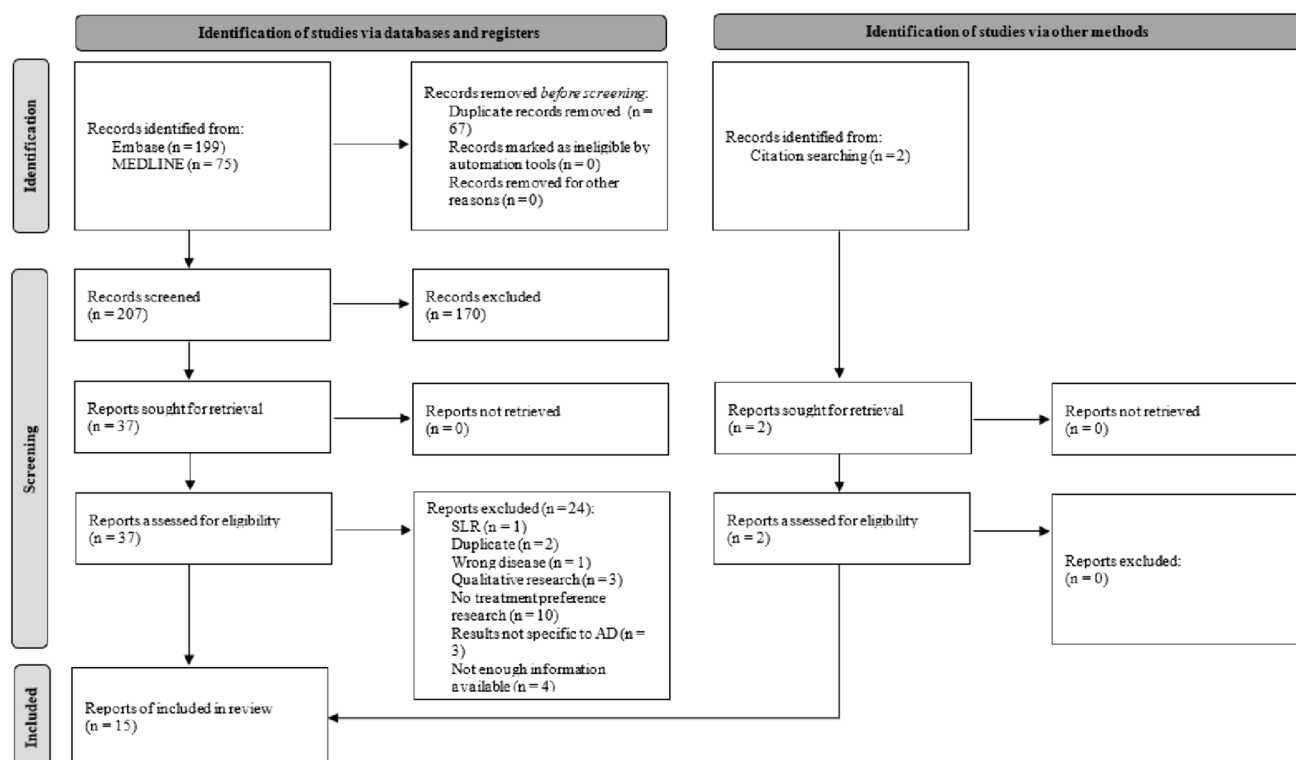 Identification of studies via databases and registers
Identification of studies via other methods
Identification
Records identified from:
Embase (n = 199)
MEDLINE (n = 75)
Records removed before screening:
Duplicate records removed (n =
67)
Records marked as ineligible by
automation tools (n = 0)
Records removed for other
reasons (n = 0)
Records identified from:
Citation searching (n = 2)
Screening
Records screened
(n = 207)
Records excluded
(n = 170)
Reports sought for retrieval
(n = 37)
Reports not retrieved
(n = 0)
Reports sought for retrieval
(n = 2)
Reports not retrieved
(n = 0)
Reports assessed for eligibility
(n = 37)
Reports excluded (n = 24):
SLR (n = 1)
Duplicate (n = 2)
Wrong disease (n = 1)
Qualitative research (n = 3)
No treatment preference
research (n = 10)
Results not specific to AD (n =
3)
Not enough information
available (n = 4)
Reports assessed for eligibility
(n = 2)
Reports excluded:
(n = 0)
Included
Reports of included in review
(n = 15)